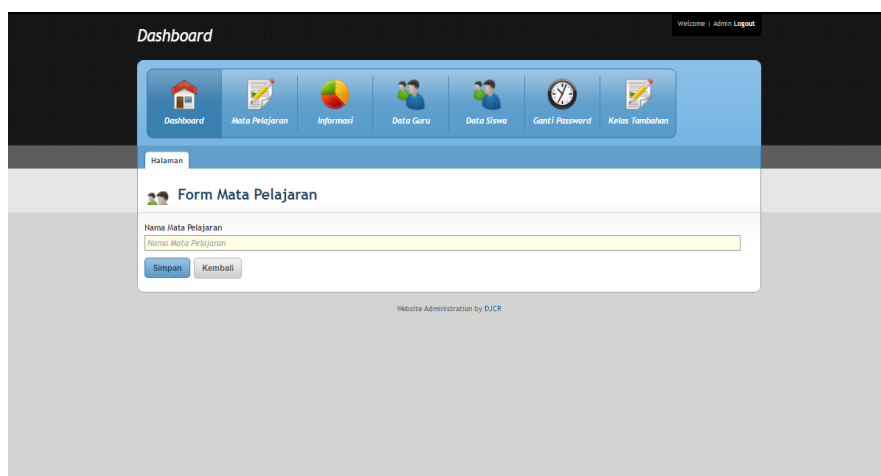 Dashboard
Welcome | Admin Logout
Dashboard Mata Pelajaran Informasi Data Guru Data Siswa Ganti Password Kelas Tambahan
Halaman
Form Mata Pelajaran
Nama Mata Pelajaran
Nama Mata Pelajaran
Simpan Kembali
Website Administration by DJCR